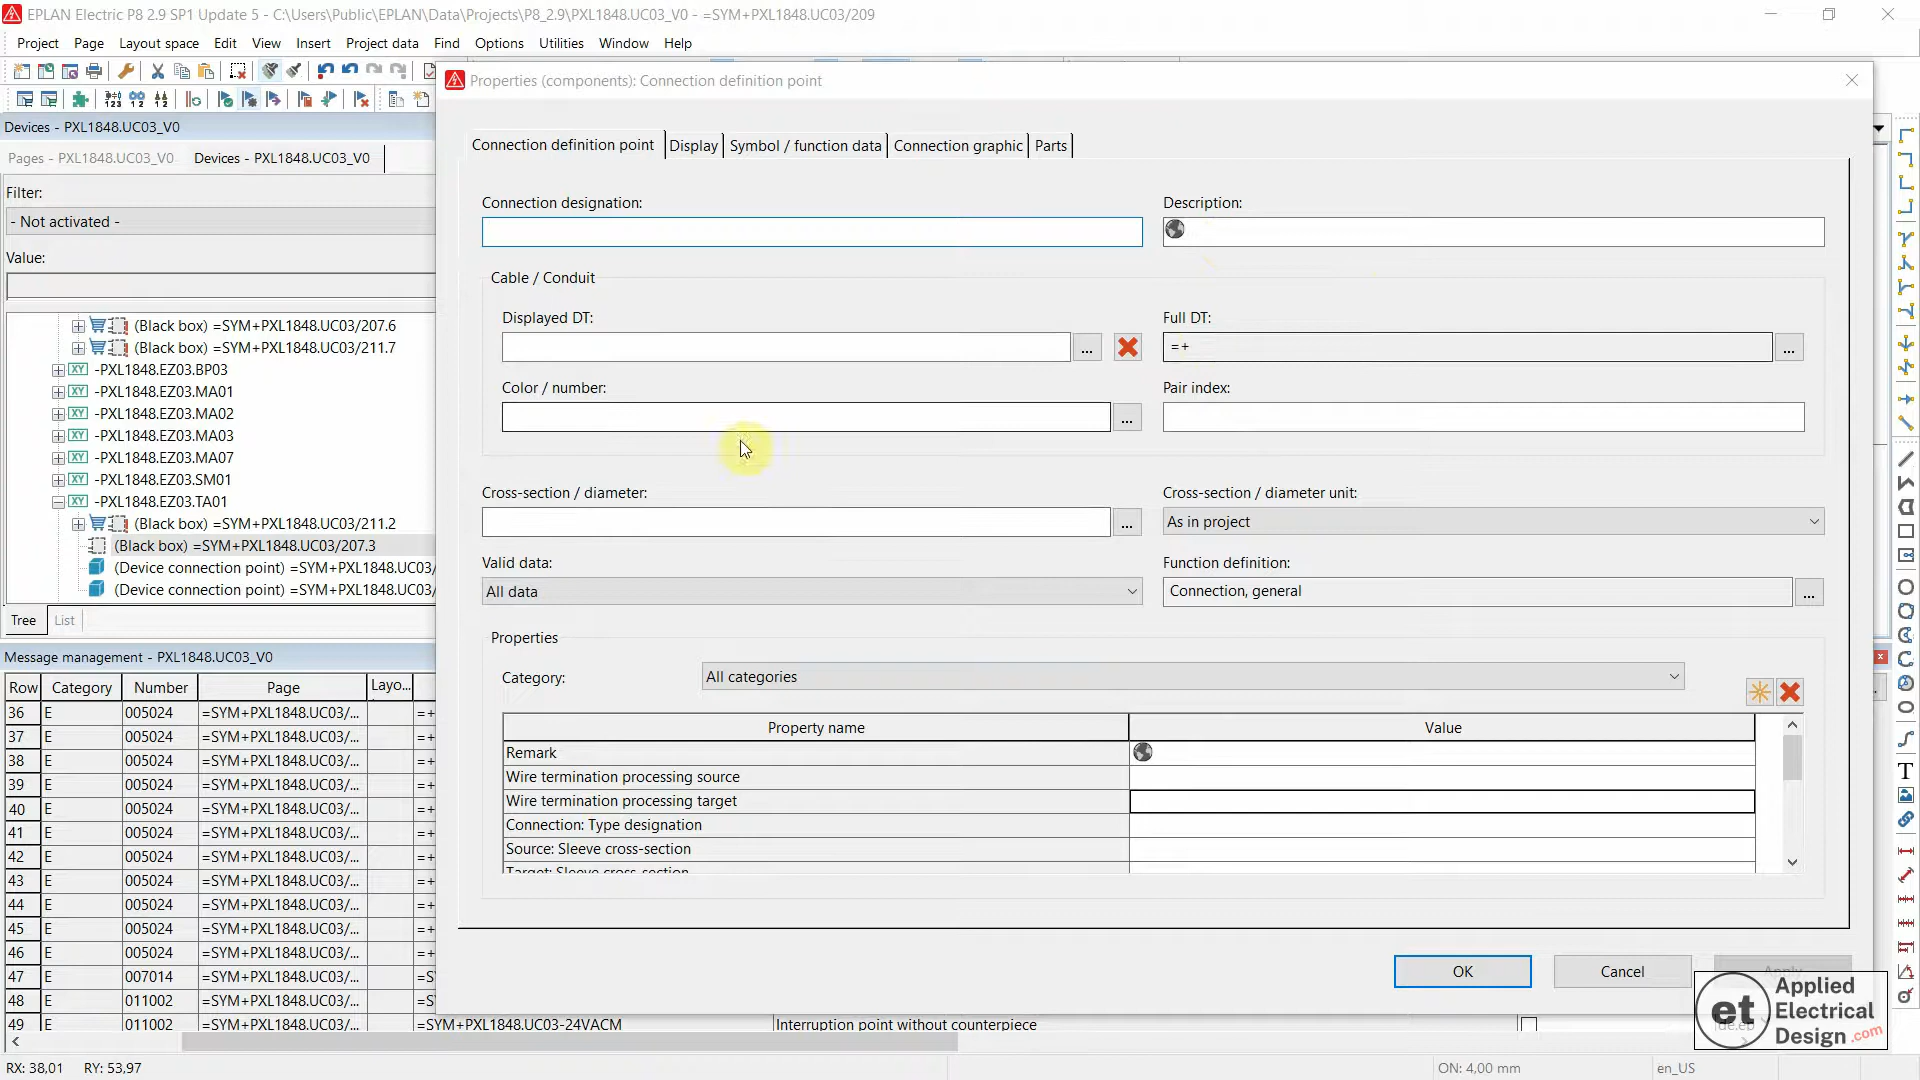 EPLAN Electric P8 2.9 SP1 Update 5 - C:\Users\Public\EPLAN\Data\Projects\P8_2.9\PXL1848.UC03_V0 - =SYM+PXL1848.UC03/209
Project Page Layout space Edit View Insert Project data Find Options Utilities Window Help
Properties (components): Connection definition point
Devices - PXL1848.UC03_V0
Pages - PXL1848.UC03_V0 Devices - PXL1848.UC03_V0
Connection definition point Display Symbol / function data Connection graphic Parts
Filter:
- Not activated -
Value:
Connection designation: Description:
Cable / Conduit
Displayed DT: Full DT:
... =+ ...
Color / number: Pair index:
...
Cross-section / diameter: Cross-section / diameter unit:
... As in project
Valid data: Function definition:
All data Connection, general ...
Properties
Category: All categories
Property name Value
Remark
Wire termination processing source
Wire termination processing target
Connection: Type designation
Source: Sleeve cross-section
Target: Sleeve cross-section
OK Cancel Apply
(Black box) =SYM+PXL1848.UC03/207.6
(Black box) =SYM+PXL1848.UC03/211.7
XY -PXL1848.EZ03.BP03
XY -PXL1848.EZ03.MA01
XY -PXL1848.EZ03.MA02
XY -PXL1848.EZ03.MA03
XY -PXL1848.EZ03.MA07
XY -PXL1848.EZ03.SM01
XY -PXL1848.EZ03.TA01
(Black box) =SYM+PXL1848.UC03/211.2
(Black box) =SYM+PXL1848.UC03/207.3
(Device connection point) =SYM+PXL1848.UC03/
(Device connection point) =SYM+PXL1848.UC03/
Tree List
Message management - PXL1848.UC03_V0
Row Category Number Page Layo...
36 E 005024 =SYM+PXL1848.UC03/... =+
37 E 005024 =SYM+PXL1848.UC03/... =+
38 E 005024 =SYM+PXL1848.UC03/... =+
39 E 005024 =SYM+PXL1848.UC03/... =+
40 E 005024 =SYM+PXL1848.UC03/... =+
41 E 005024 =SYM+PXL1848.UC03/... =+
42 E 005024 =SYM+PXL1848.UC03/... =+
43 E 005024 =SYM+PXL1848.UC03/... =+
44 E 005024 =SYM+PXL1848.UC03/... =+
45 E 005024 =SYM+PXL1848.UC03/... =+
46 E 005024 =SYM+PXL1848.UC03/... =+
47 E 007014 =SYM+PXL1848.UC03/... =S
48 E 011002 =SYM+PXL1848.UC03/... =S
49 E 011002 =SYM+PXL1848.UC03/... =SYM+PXL1848.UC03-24VACM Interruption point without counterpiece
RX: 38,01 RY: 53,97 ON: 4,00 mm en_US
et Applied
Electrical
Design.com